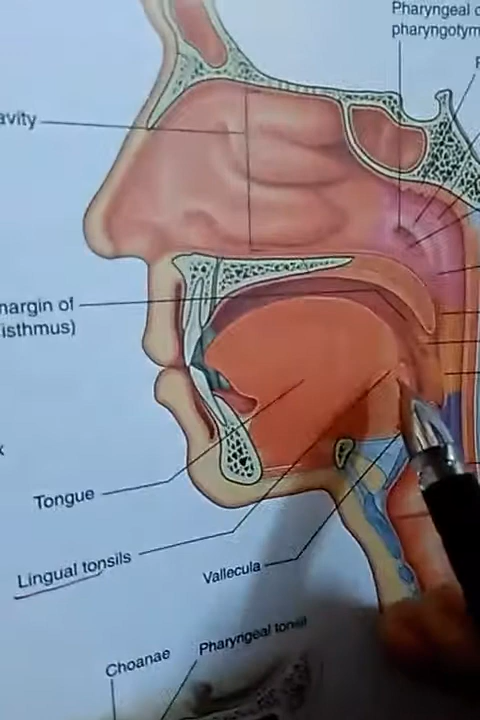 Pharyngeal o
pharyngotym
avity
margin of
isthmus)
Tongue
Lingual tonsils
Vallecula
Choanae
Pharyngeal tonsil